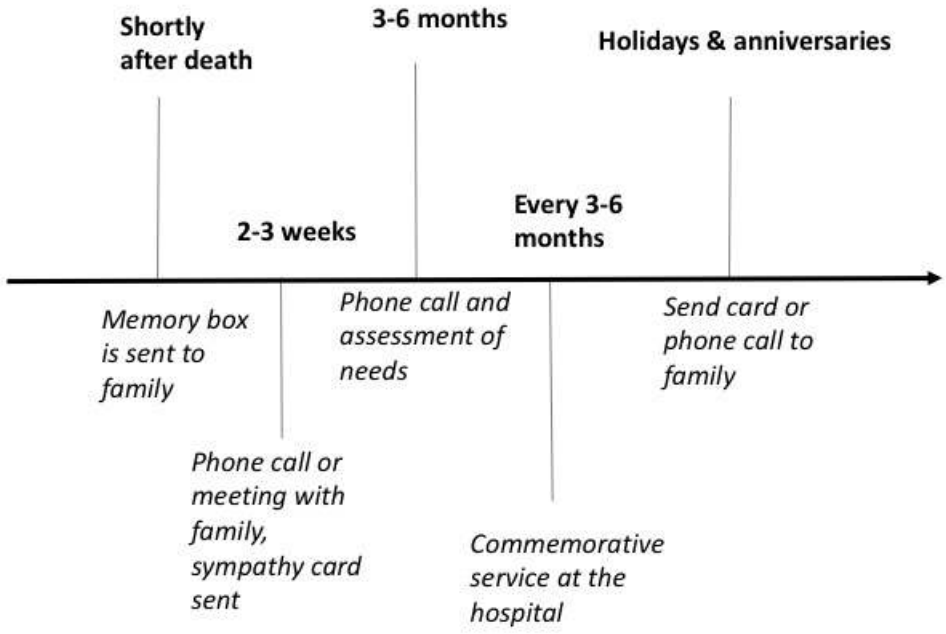 Shortly
after death
3-6 months
Holidays & anniversaries
2-3 weeks
Every 3-6
months
Memory box
is sent to
family
Phone call and
assessment of
needs
Send card or
phone call to
family
Phone call or
meeting with
family,
sympathy card
sent
Commemorative
service at the
hospital